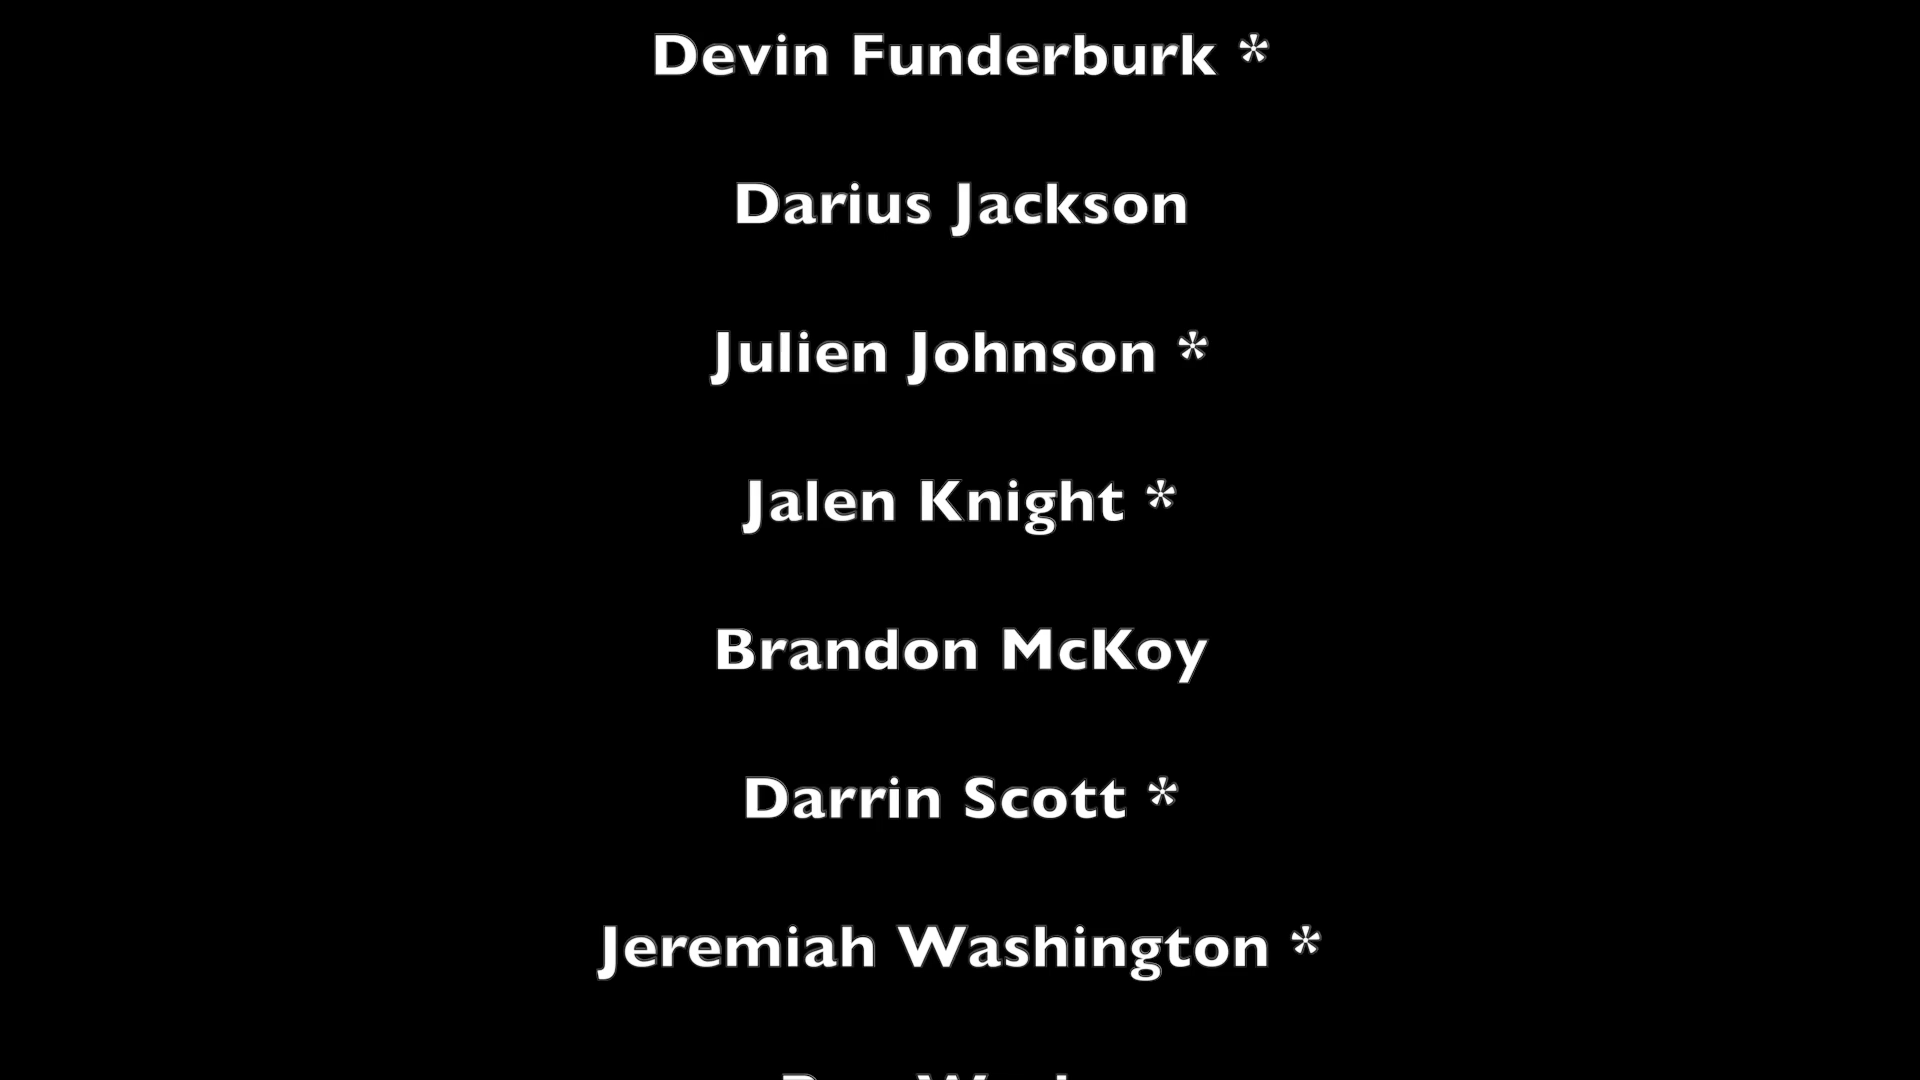 Devin Funderburk *
Darius Jackson
Julien Johnson *
Jalen Knight *
Brandon McKoy
Darrin Scott *
Jeremiah Washington *